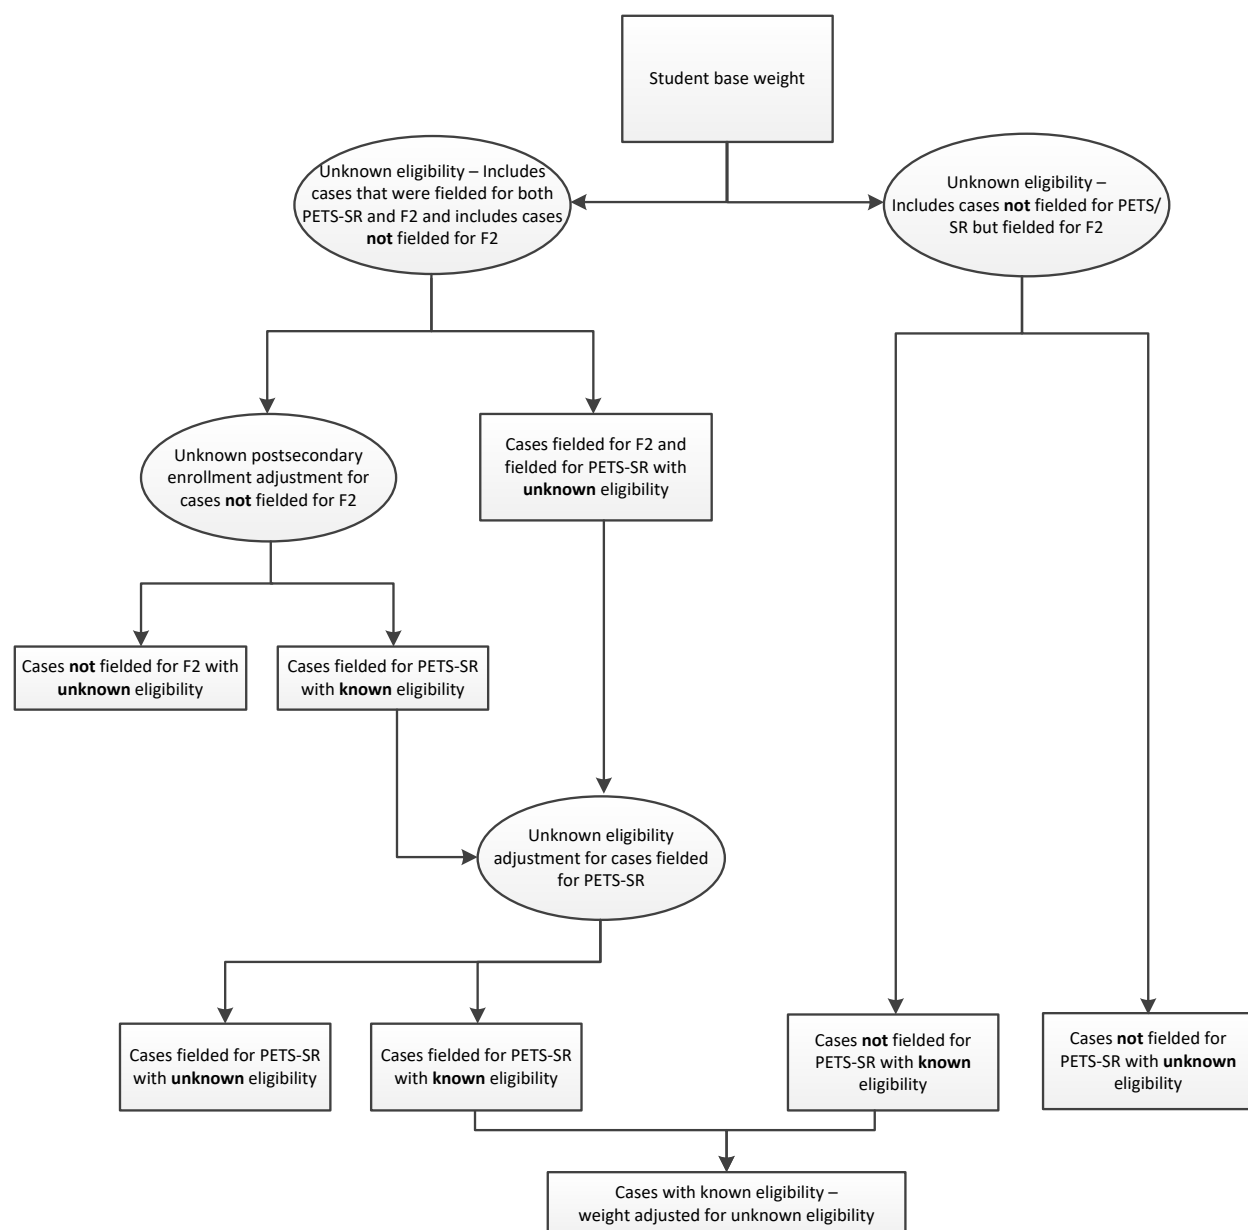 Student base weight
Unknown eligibility – Includes
cases that were fielded for both
PETS-SR and F2 and includes cases
not fielded for F2
Unknown eligibility –
Includes cases not fielded for PETS/
SR but fielded for F2
Unknown postsecondary
enrollment adjustment for
cases not fielded for F2
Cases fielded for F2 and
fielded for PETS-SR with
unknown eligibility
Cases not fielded for F2 with
unknown eligibility
Cases fielded for PETS-SR
with known eligibility
Unknown eligibility
adjustment for cases fielded
for PETS-SR
Cases fielded for PETS-SR
with unknown eligibility
Cases fielded for PETS-SR
with known eligibility
Cases not fielded for
PETS-SR with known
eligibility
Cases not fielded for
PETS-SR with unknown
eligibility
Cases with known eligibility –
weight adjusted for unknown eligibility